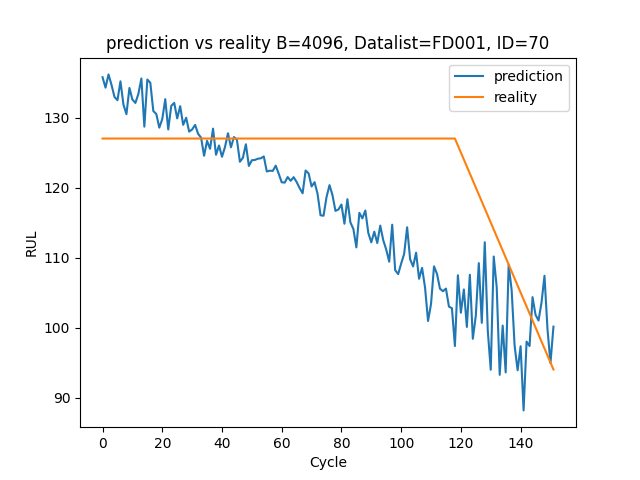 prediction vs reality B=4096, Datalist=FD001, ID=70
prediction
reality
RUL
130
120
110
100
90
0 20 40 60 80 100 120 140
Cycle